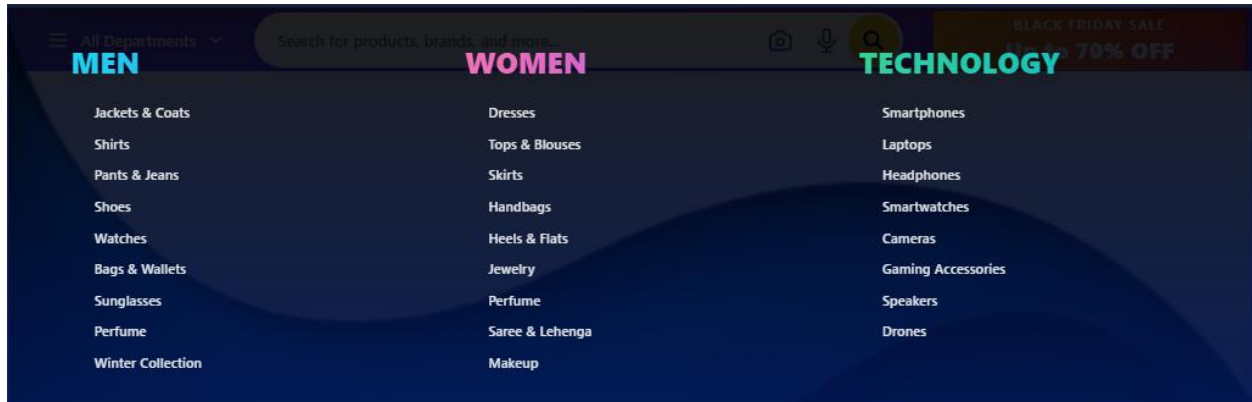 All Departments
Search for products, brands, and more...
BLACK FRIDAY SALE
Up to 70% OFF
MEN
Jackets & Coats
Shirts
Pants & Jeans
Shoes
Watches
Bags & Wallets
Sunglasses
Perfume
Winter Collection
WOMEN
Dresses
Tops & Blouses
Skirts
Handbags
Heels & Flats
Jewelry
Perfume
Saree & Lehenga
Makeup
TECHNOLOGY
Smartphones
Laptops
Headphones
Smartwatches
Cameras
Gaming Accessories
Speakers
Drones